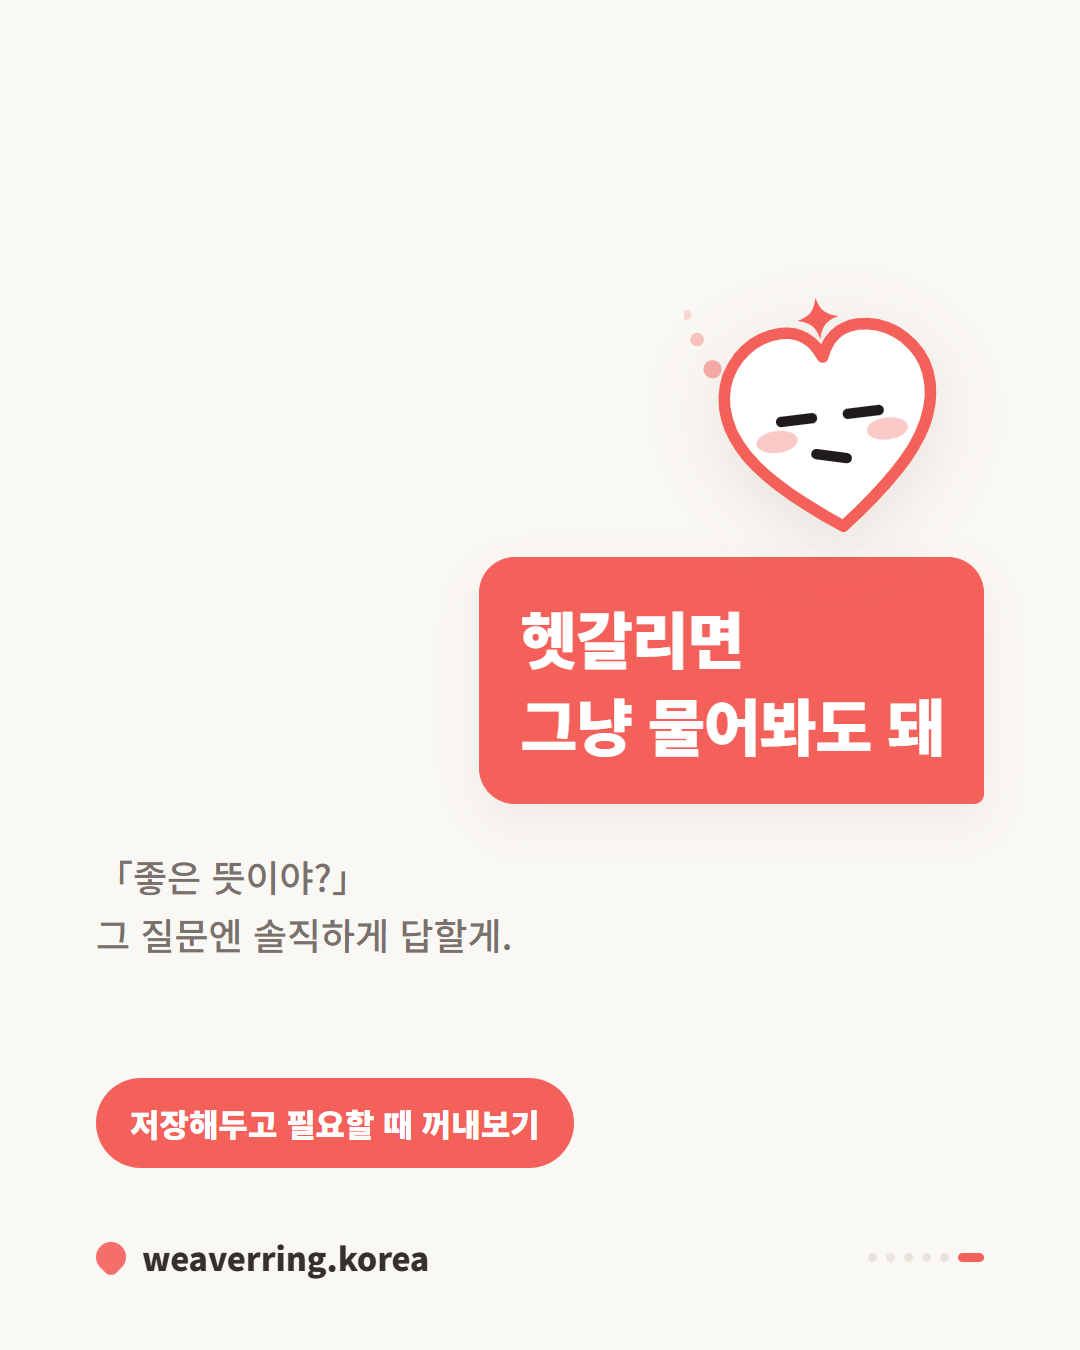 헷갈리면
그냥 물어봐도 돼
「좋은 뜻이야?」
그 질문엔 솔직하게 답할게.
저장해두고 필요할 때 꺼내보기
weaverring.korea